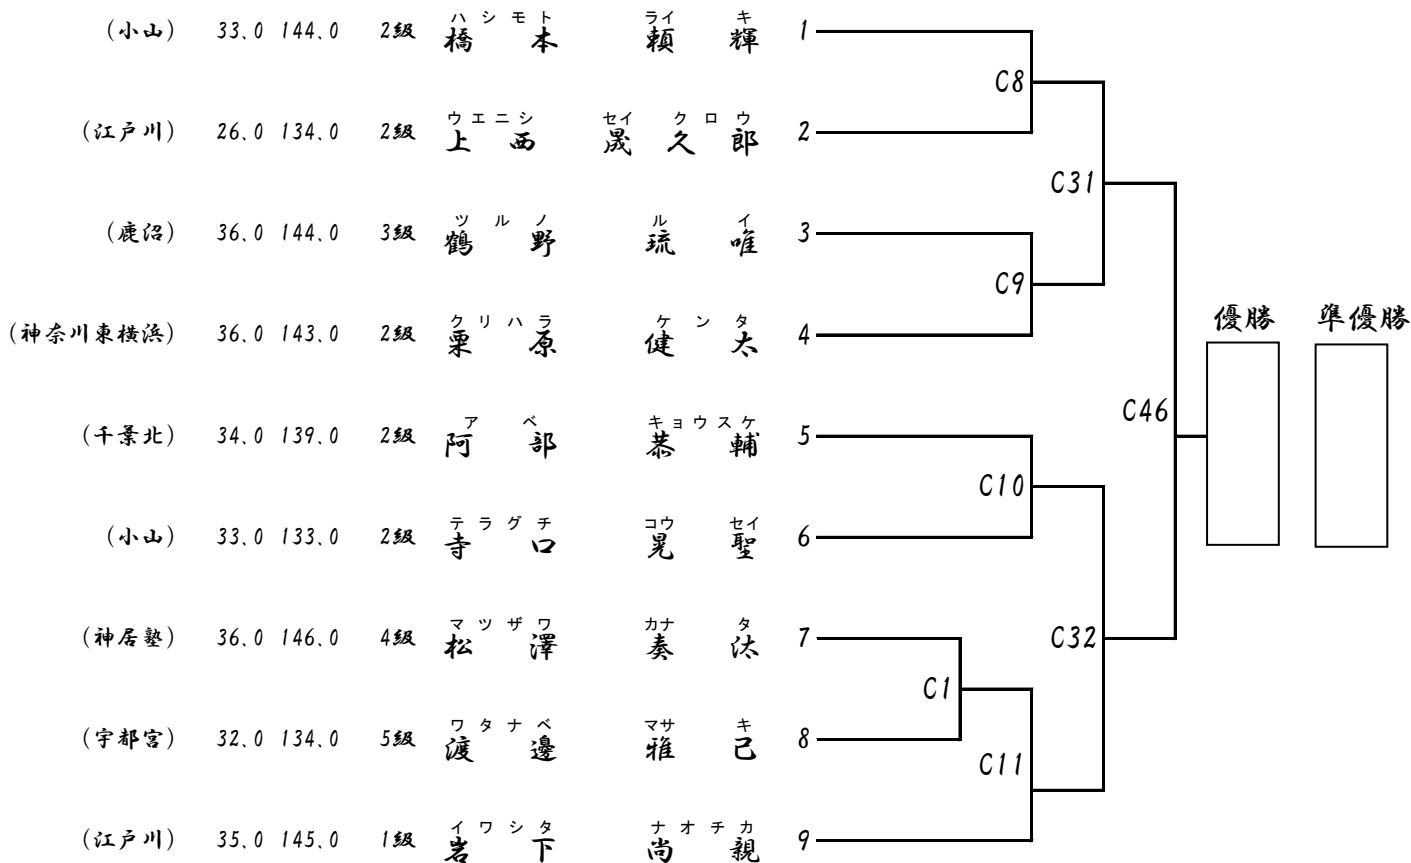 (小山) 33.0 144.0 2級 橋本 頼輝 ハシモト ライキ 1
C8
(江戸川) 26.0 134.0 2級 上西 晟久郎 ウエニシ セイクロウ 2
C31
(鹿沼) 36.0 144.0 3級 鶴野 琉唯 ツルノ ルイ 3
C9
(神奈川東横浜) 36.0 143.0 2級 栗原 健太 クリハラ ケンタ 4
優勝 準優勝
C46
(千葉北) 34.0 139.0 2級 阿部 恭輔 アベ キョウスケ 5
C10
(小山) 33.0 133.0 2級 寺口 晃聖 テラグチ コウセイ 6
(神居塾) 36.0 146.0 4級 松澤 奏汰 マツザワ カナタ 7
C32
C1
(宇都宮) 32.0 134.0 5級 渡邊 雅己 ワタナベ マサキ 8
C11
(江戸川) 35.0 145.0 1級 岩下 尚親 イワシタ ナオチカ 9